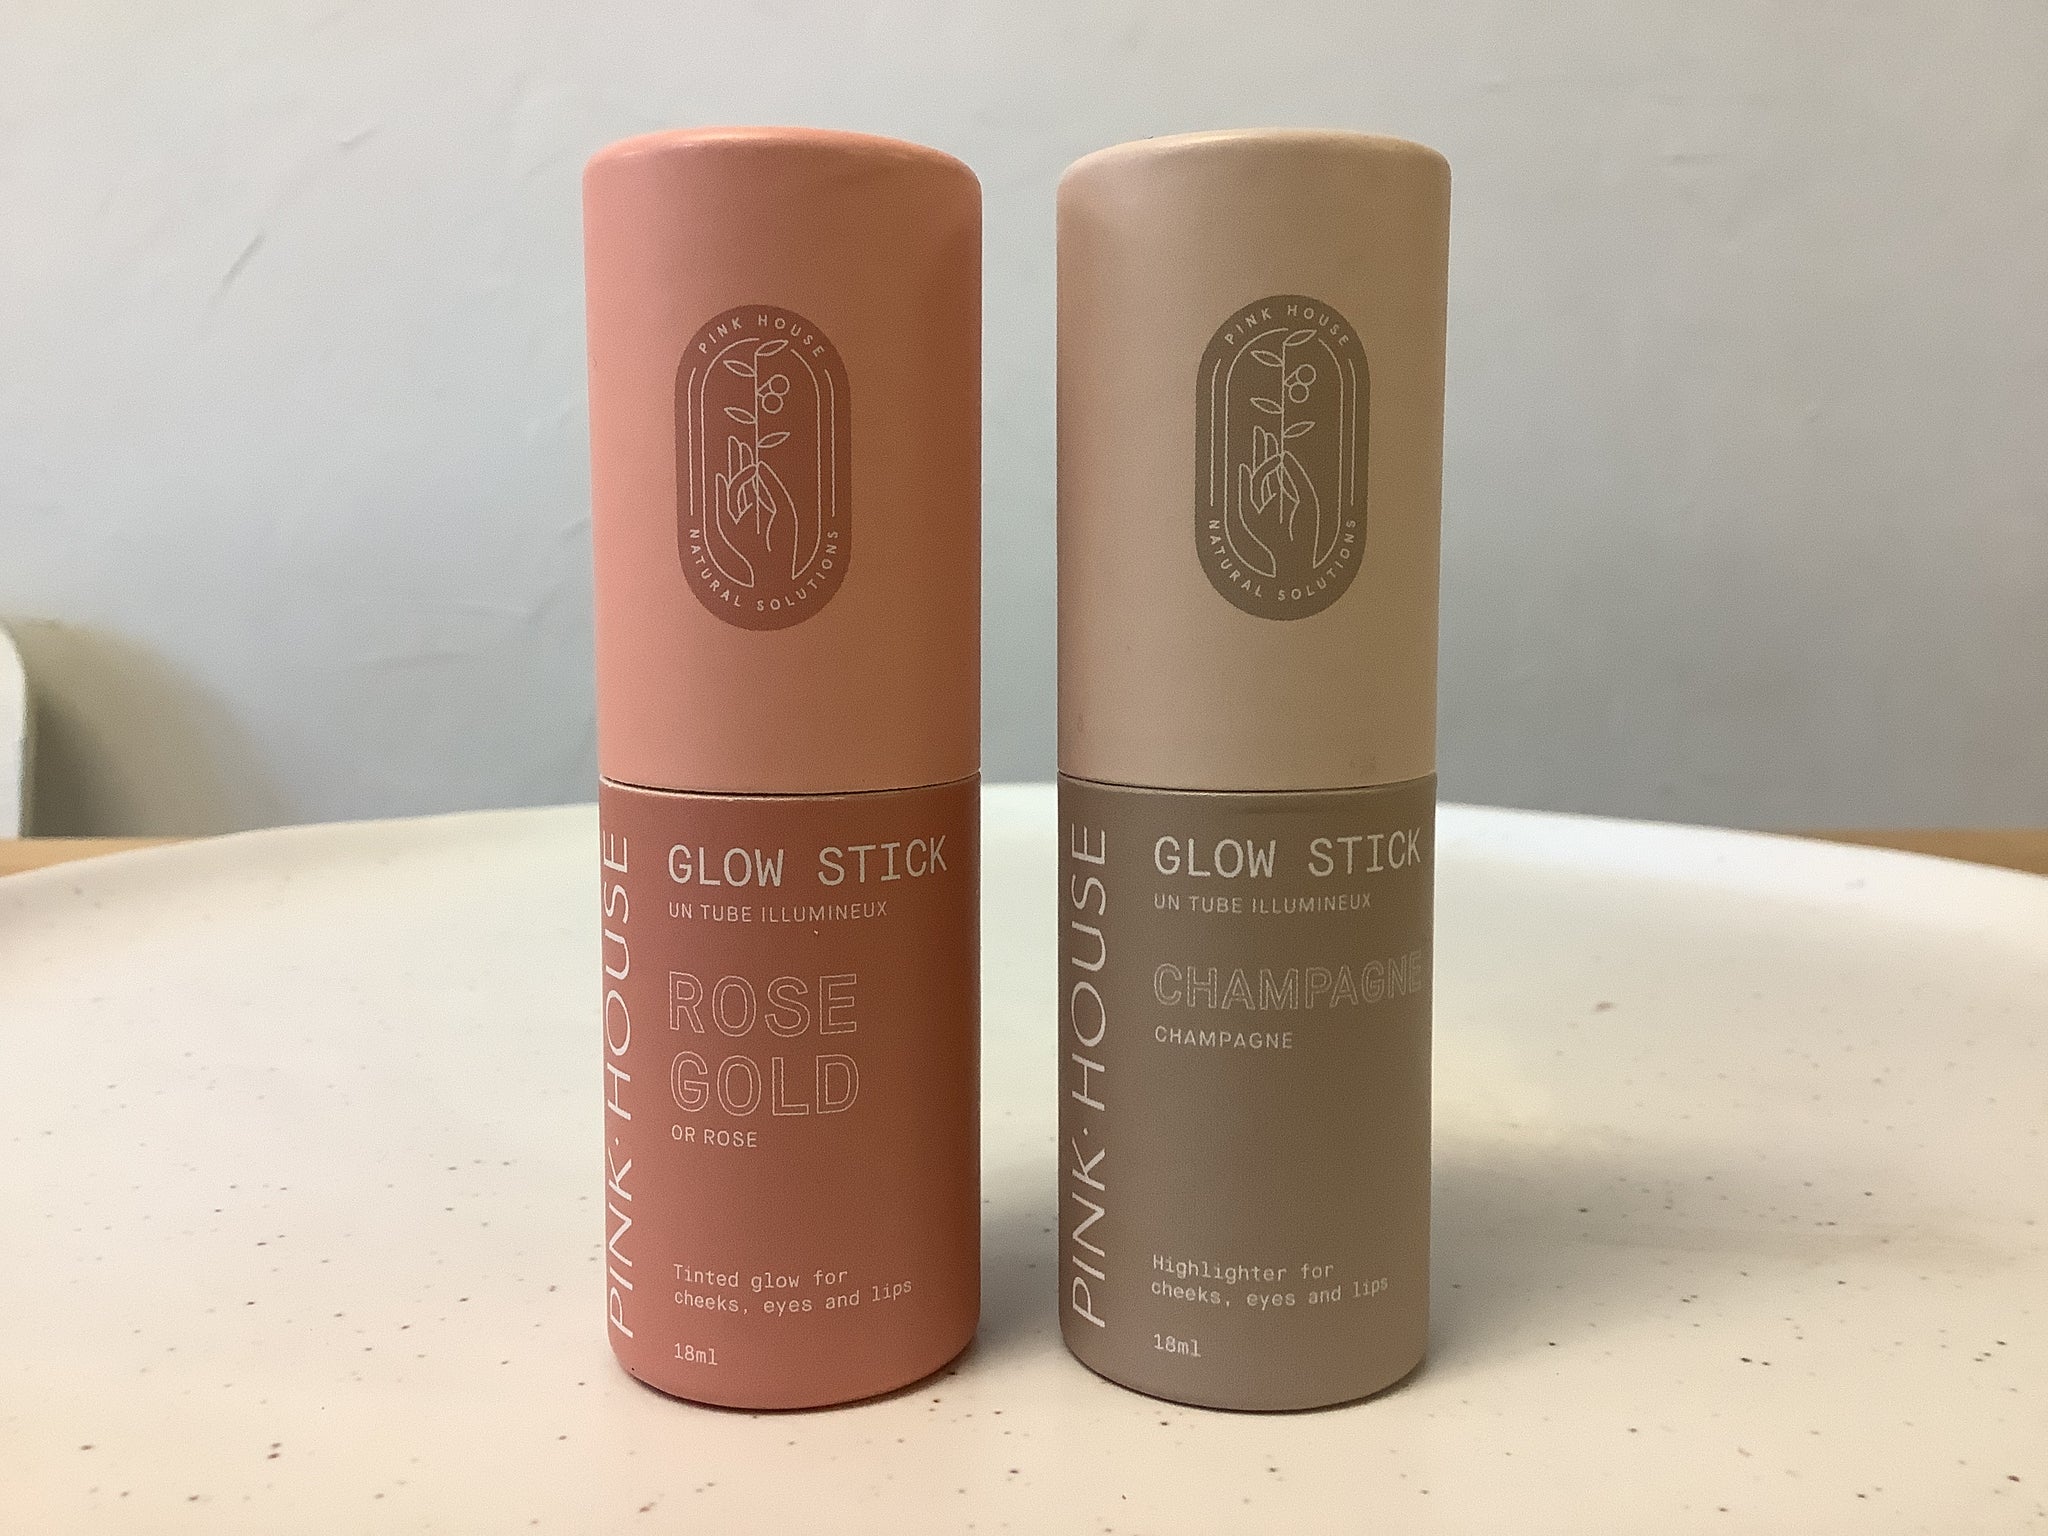 PINK HOUSE
NATURAL SOLUTIONS
PINK·HOUSE
GLOW STICK
UN TUBE ILLUMINEUX
ROSE
GOLD
OR ROSE
Tinted glow for
cheeks, eyes and lips
18ml
PINK HOUSE
NATURAL SOLUTIONS
PINK·HOUSE
GLOW STICK
UN TUBE ILLUMINEUX
CHAMPAGNE
CHAMPAGNE
Highlighter for
cheeks, eyes and lips
18ml